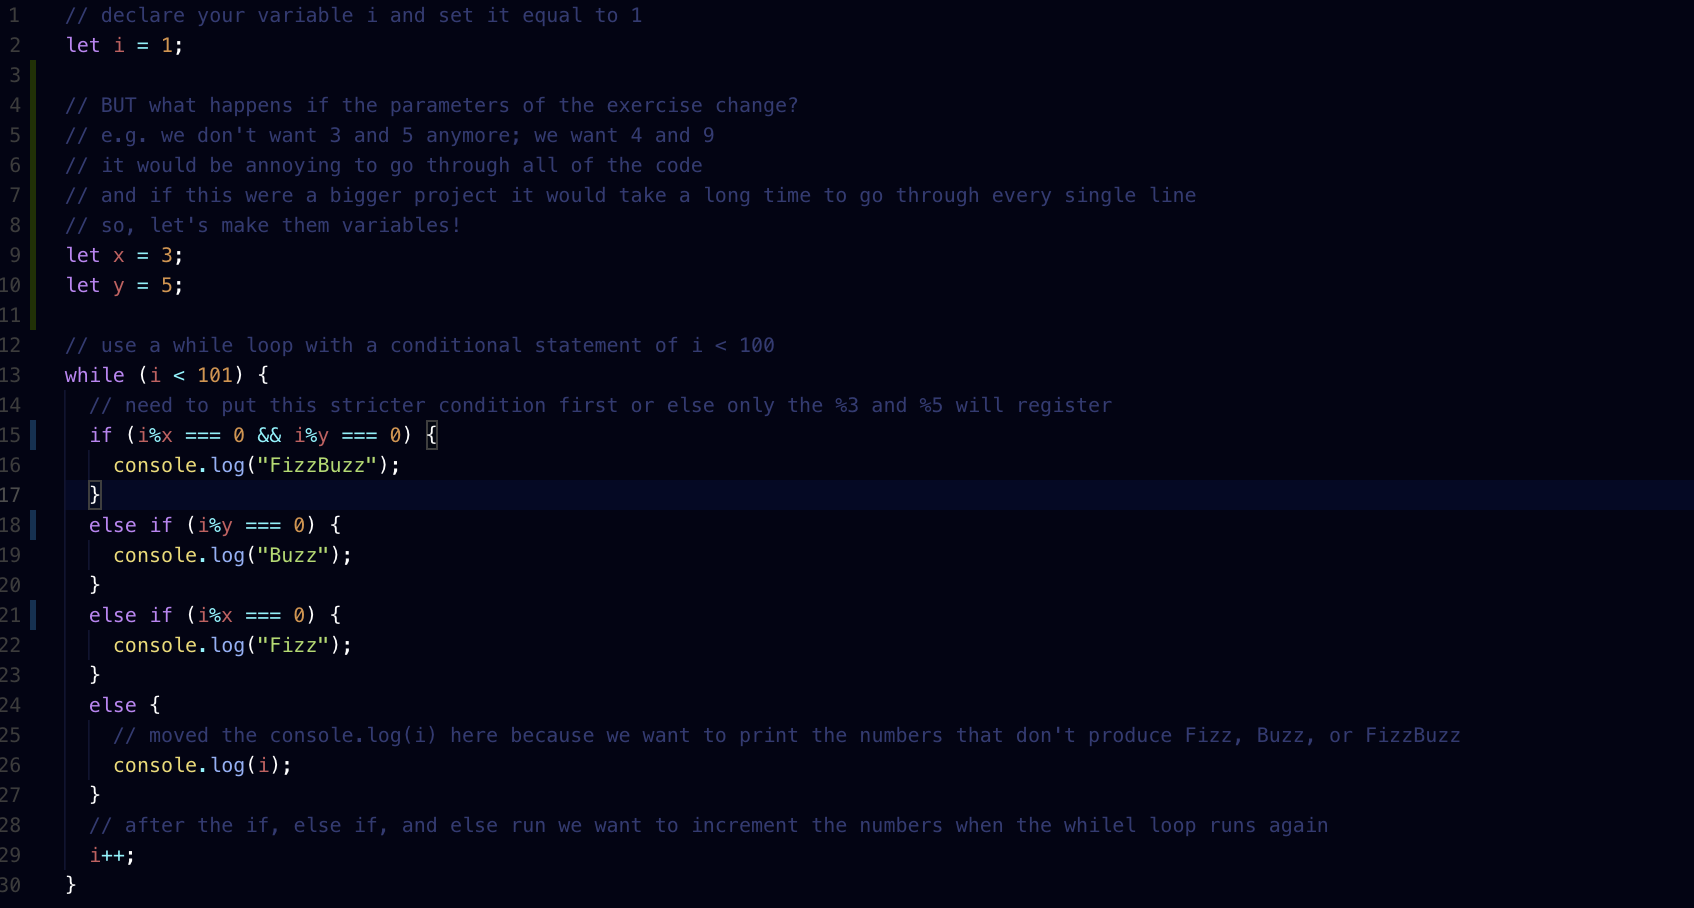 1 // declare your variable i and set it equal to 1
2 let i = 1;
3
4 // BUT what happens if the parameters of the exercise change?
5 // e.g. we don't want 3 and 5 anymore; we want 4 and 9
6 // it would be annoying to go through all of the code
7 // and if this were a bigger project it would take a long time to go through every single line
8 // so, let's make them variables!
9 let x = 3;
10 let y = 5;
11
12 // use a while loop with a conditional statement of i < 100
13 while (i < 101) {
14 // need to put this stricter condition first or else only the %3 and %5 will register
15 if (i%x === 0 && i%y === 0) {
16 console.log("FizzBuzz");
17 }
18 else if (i%y === 0) {
19 console.log("Buzz");
20 }
21 else if (i%x === 0) {
22 console.log("Fizz");
23 }
24 else {
25 // moved the console.log(i) here because we want to print the numbers that don't produce Fizz, Buzz, or FizzBuzz
26 console.log(i);
27 }
28 // after the if, else if, and else run we want to increment the numbers when the whilel loop runs again
29 i++;
30 }